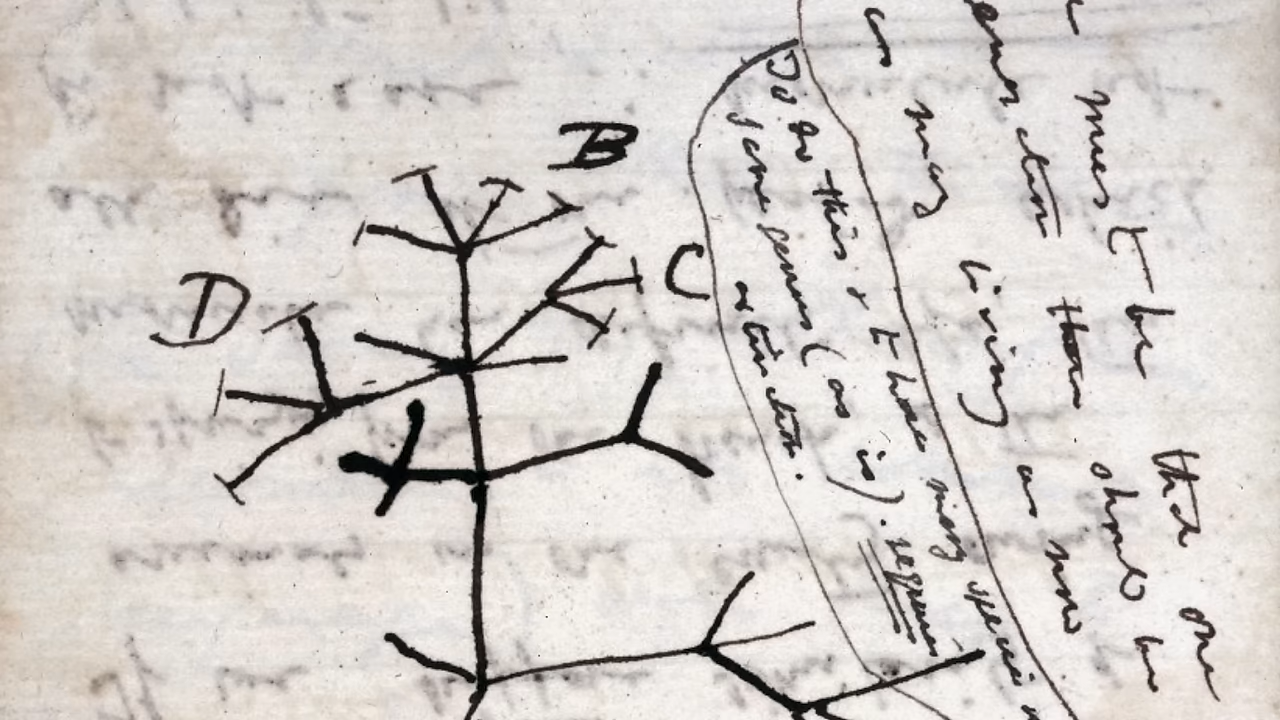 must be that one
then should be
as many living as now
To do this & to have many species
same genus (as is). requires
extinction.
B
C
D